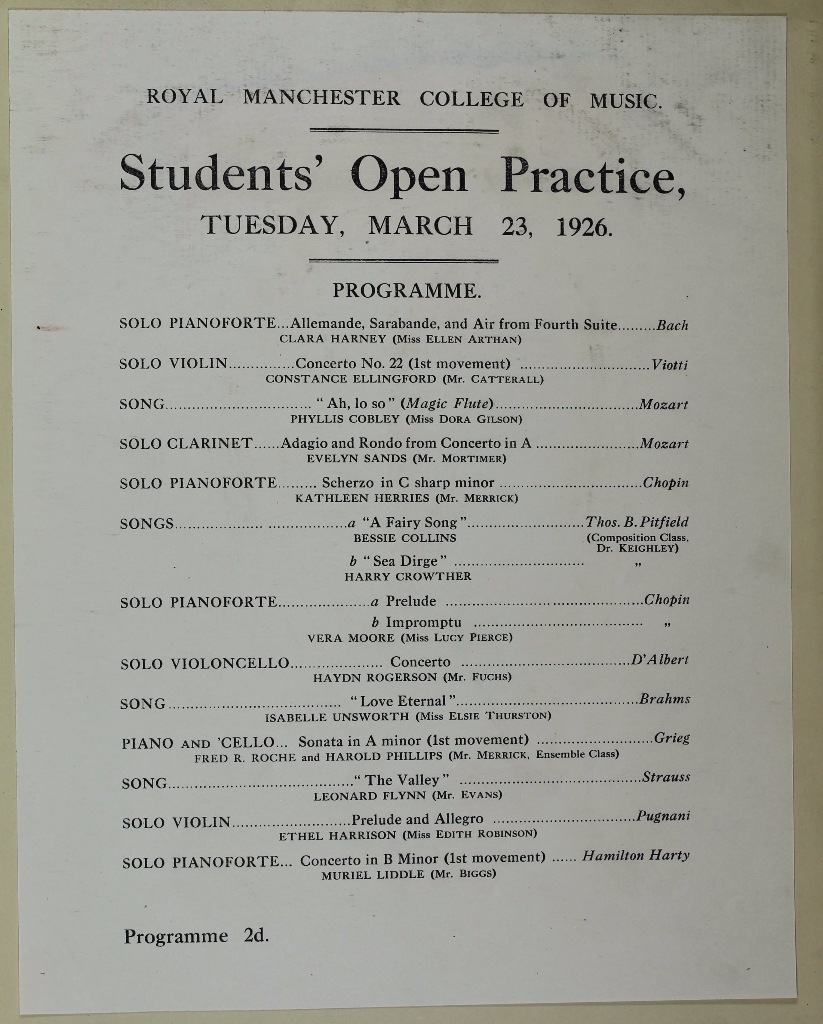 ROYAL MANCHESTER COLLEGE OF MUSIC.
Students' Open Practice,
TUESDAY, MARCH 23, 1926.
PROGRAMME.
SOLO PIANOFORTE...Allemande, Sarabande, and Air from Fourth Suite.........Bach
CLARA HARNEY (Miss ELLEN ARTHAN)
SOLO VIOLIN...............Concerto No. 22 (1st movement) ..............................Viotti
CONSTANCE ELLINGFORD (Mr. CATTERALL)
SONG.................................. "Ah, lo so" (Magic Flute).................................Mozart
PHYLLIS COBLEY (Miss DORA GILSON)
SOLO CLARINET......Adagio and Rondo from Concerto in A ........................Mozart
EVELYN SANDS (Mr. MORTIMER)
SOLO PIANOFORTE......... Scherzo in C sharp minor .................................Chopin
KATHLEEN HERRIES (Mr. MERRICK)
SONGS.................... ..................a "A Fairy Song"...........................Thos. B. Pitfield
BESSIE COLLINS (Composition Class,
Dr. KEIGHLEY)
b "Sea Dirge" .............................. „
HARRY CROWTHER
SOLO PIANOFORTE.....................a Prelude ..............................................Chopin
b Impromptu ....................................... „
VERA MOORE (Miss LUCY PIERCE)
SOLO VIOLONCELLO..................... Concerto .......................................D'Albert
HAYDN ROGERSON (Mr. FUCHS)
SONG........................................ "Love Eternal"..........................................Brahms
ISABELLE UNSWORTH (Miss ELSIE THURSTON)
PIANO AND 'CELLO... Sonata in A minor (1st movement) ...........................Grieg
FRED R. ROCHE and HAROLD PHILLIPS (Mr. MERRICK, Ensemble Class)
SONG..........................................."The Valley" ..........................................Strauss
LEONARD FLYNN (Mr. EVANS)
SOLO VIOLIN...........................Prelude and Allegro .................................Pugnani
ETHEL HARRISON (Miss EDITH ROBINSON)
SOLO PIANOFORTE... Concerto in B Minor (1st movement) ...... Hamilton Harty
MURIEL LIDDLE (Mr. BIGGS)
Programme 2d.